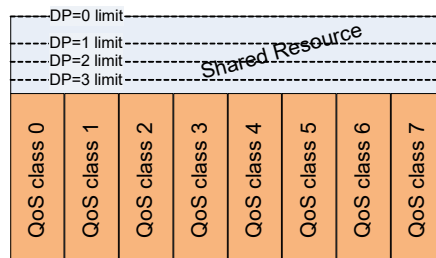 DP=0 limit
DP=1 limit
DP=2 limit
DP=3 limit
Shared Resource
QoS class 0
QoS class 1
QoS class 2
QoS class 3
QoS class 4
QoS class 5
QoS class 6
QoS class 7